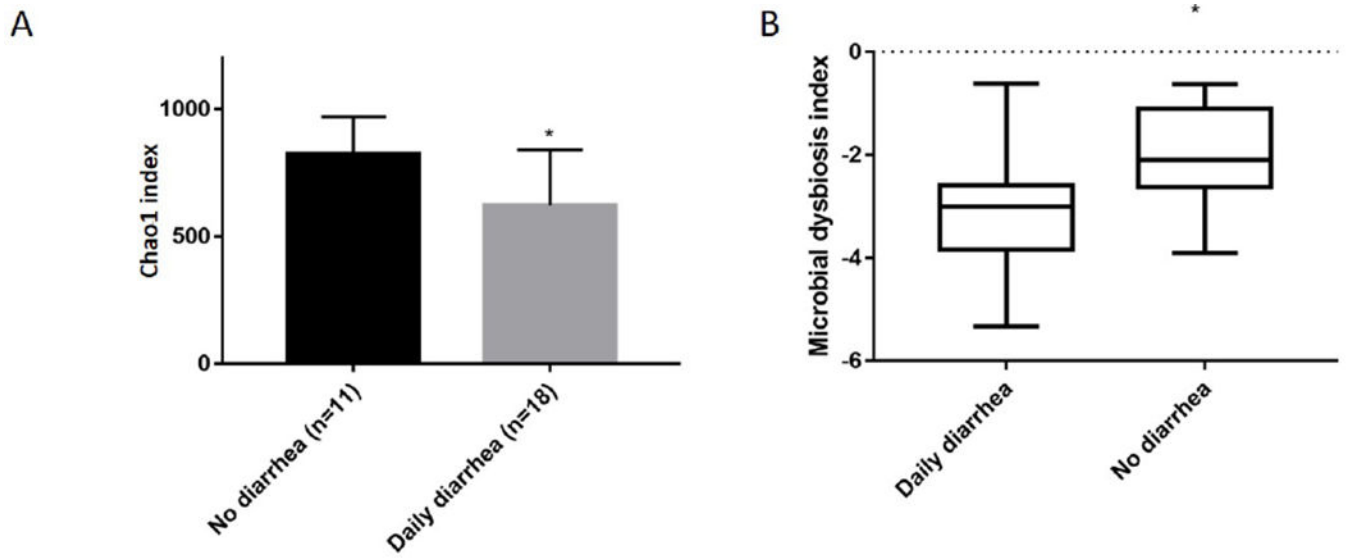 A
Chao1 index
1000
500
0
No diarrhea (n=11)
Daily diarrhea (n=18)
*
B
Microbial dysbiosis index
0
-2
-4
-6
Daily diarrhea
No diarrhea
*